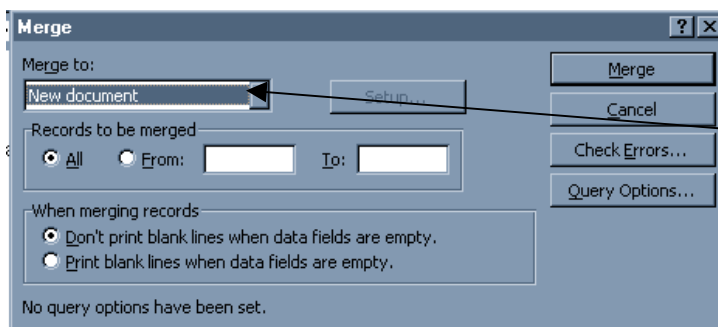 Merge
Merge to:
New document
Setup...
Records to be merged
All From: To:
When merging records
Don't print blank lines when data fields are empty.
Print blank lines when data fields are empty.
No query options have been set.
Merge
Cancel
Check Errors...
Query Options...